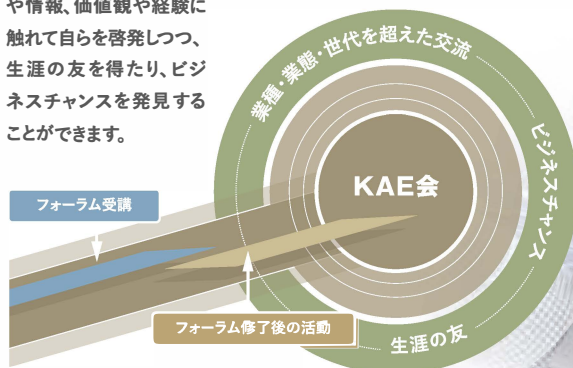 や情報、価値観や経験に
触れて自らを啓発しつつ、
生涯の友を得たり、ビジ
ネスチャンスを発見する
ことができます。
業種・業態・世代を超えた交流
ビジネスチャンス
KAE会
フォーラム受講
フォーラム修了後の活動
生涯の友